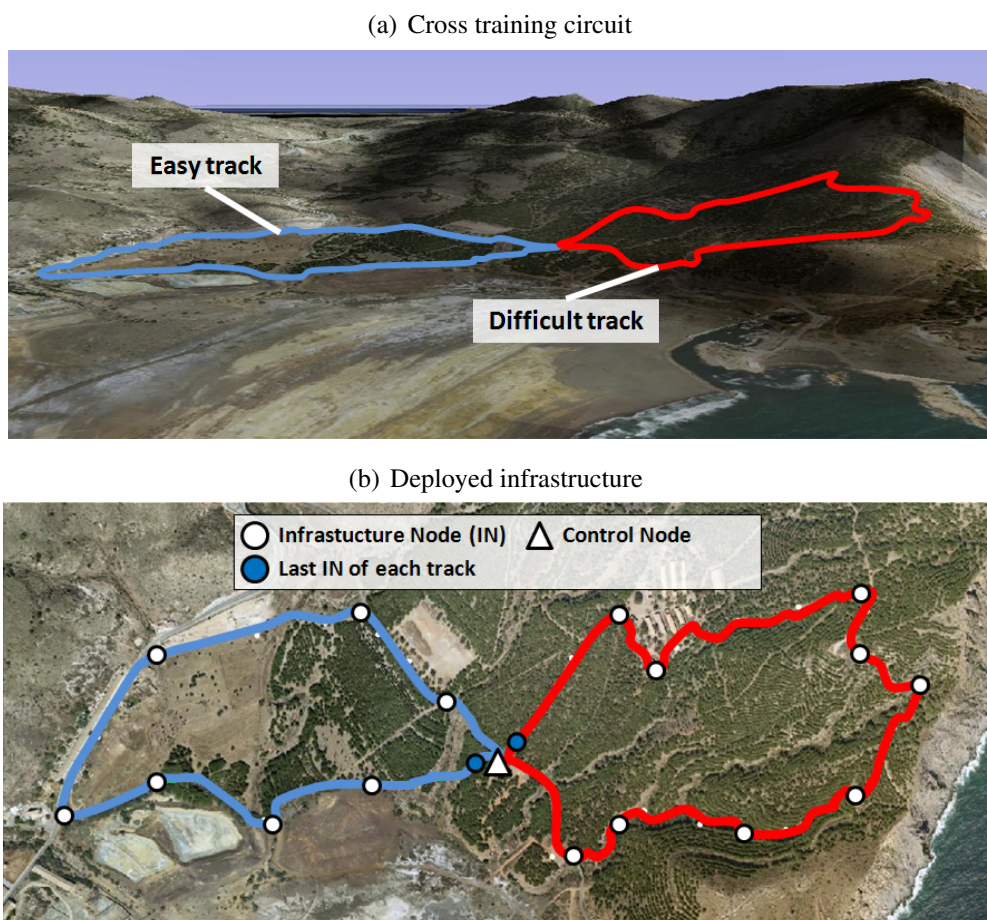 (a) Cross training circuit
Easy track
Difficult track
(b) Deployed infrastructure
Infrastucture Node (IN) Control Node
Last IN of each track